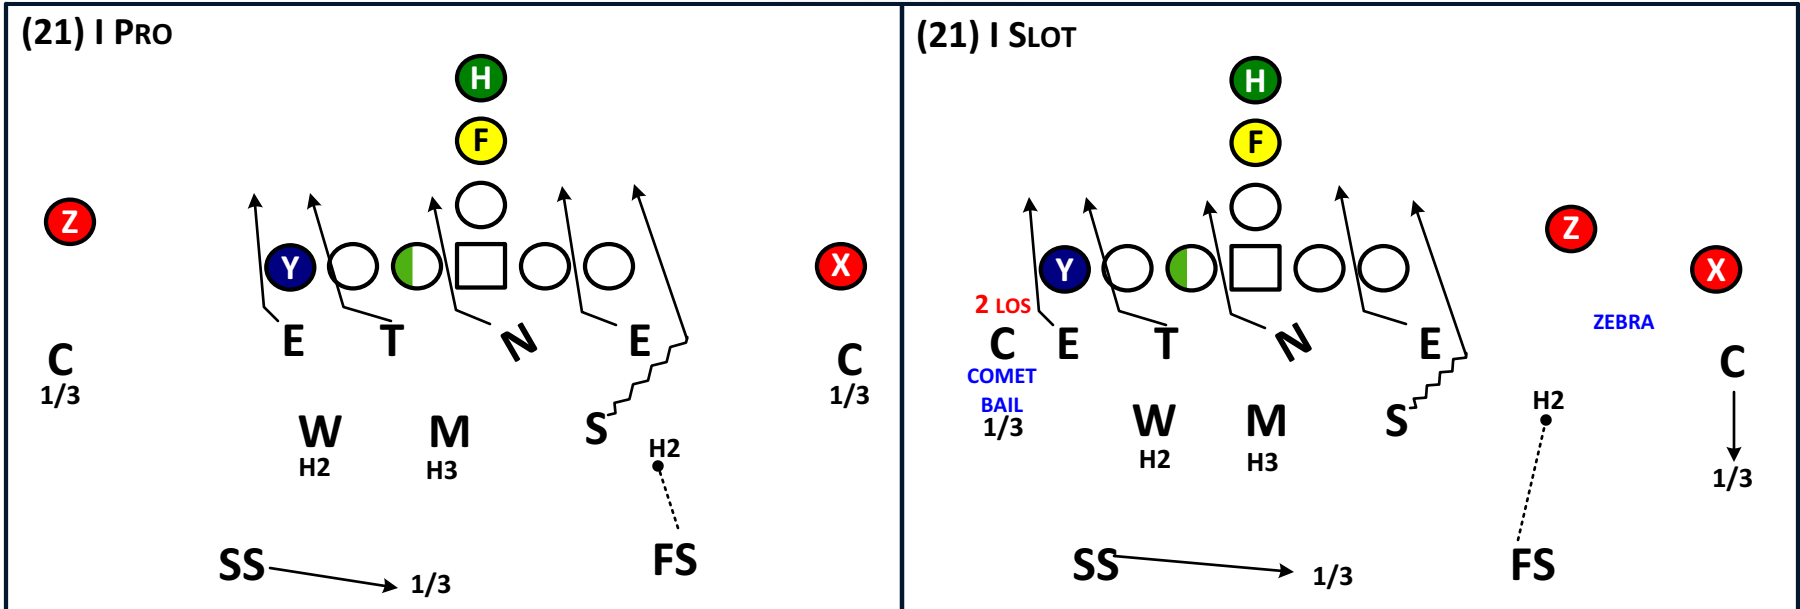 (21) I PRO
H
F
Z
Y
X
E
T
N
E
C
1/3
C
1/3
W
H2
M
H3
S
H2
SS
1/3
FS
(21) I SLOT
H
F
Z
Y
X
2 LOS
ZEBRA
C
E
T
N
E
C
COMET
BAIL
1/3
W
H2
M
H3
S
H2
1/3
SS
1/3
FS